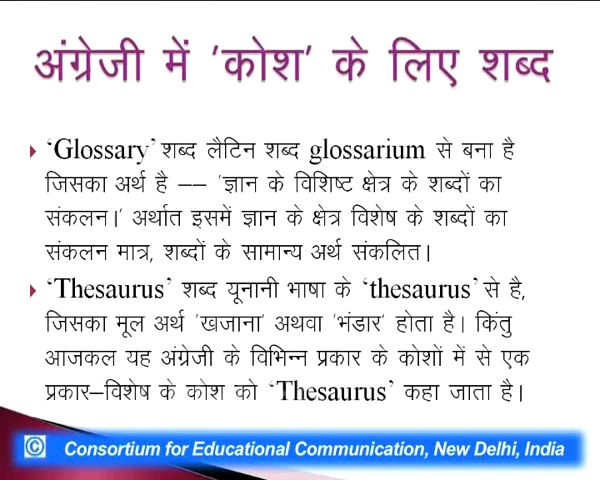 अंग्रेजी में 'कोश' के लिए शब्द
'Glossary' शब्द लैटिन शब्द glossarium से बना है
जिसका अर्थ है –– 'ज्ञान के विशिष्ट क्षेत्र के शब्दों का
संकलन।' अर्थात इसमें ज्ञान के क्षेत्र विशेष के शब्दों का
संकलन मात्र, शब्दों के सामान्य अर्थ संकलित।
'Thesaurus' शब्द यूनानी भाषा के 'thesaurus' से है,
जिसका मूल अर्थ 'खजाना' अथवा 'भंडार' होता है। किंतु
आजकल यह अंग्रेजी के विभिन्न प्रकार के कोशों में से एक
प्रकार–विशेष के कोश को 'Thesaurus' कहा जाता है।
© Consortium for Educational Communication, New Delhi, India